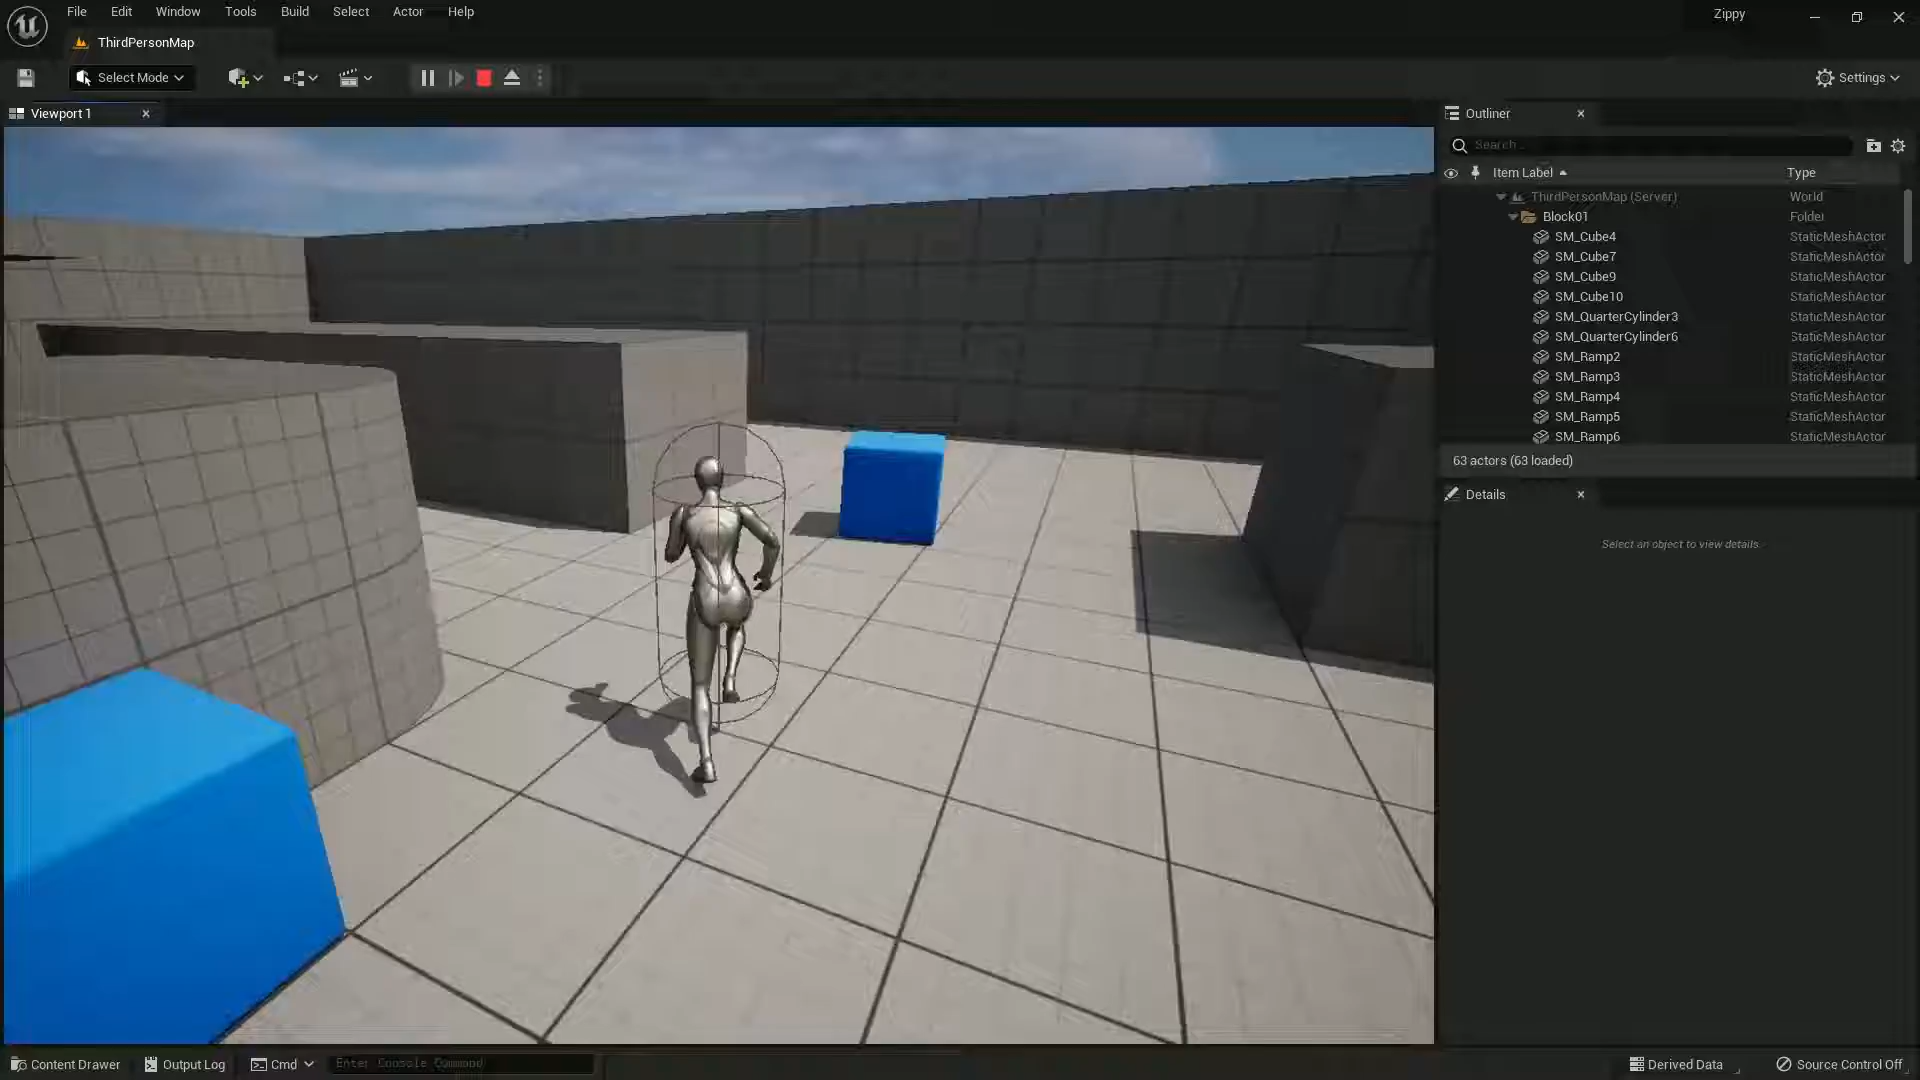 File Edit Window Tools Build Select Actor Help
Zippy
ThirdPersonMap
Select Mode
Settings
Viewport 1
Outliner
Search...
Item Label Type
ThirdPersonMap (Server) World
Block01 Folder
SM_Cube4 StaticMeshActor
SM_Cube7 StaticMeshActor
SM_Cube9 StaticMeshActor
SM_Cube10 StaticMeshActor
SM_QuarterCylinder3 StaticMeshActor
SM_QuarterCylinder6 StaticMeshActor
SM_Ramp2 StaticMeshActor
SM_Ramp3 StaticMeshActor
SM_Ramp4 StaticMeshActor
SM_Ramp5 StaticMeshActor
SM_Ramp6 StaticMeshActor
63 actors (63 loaded)
Details
Select an object to view details.
Content Drawer Output Log Cmd Enter Console Command
Derived Data Source Control Off